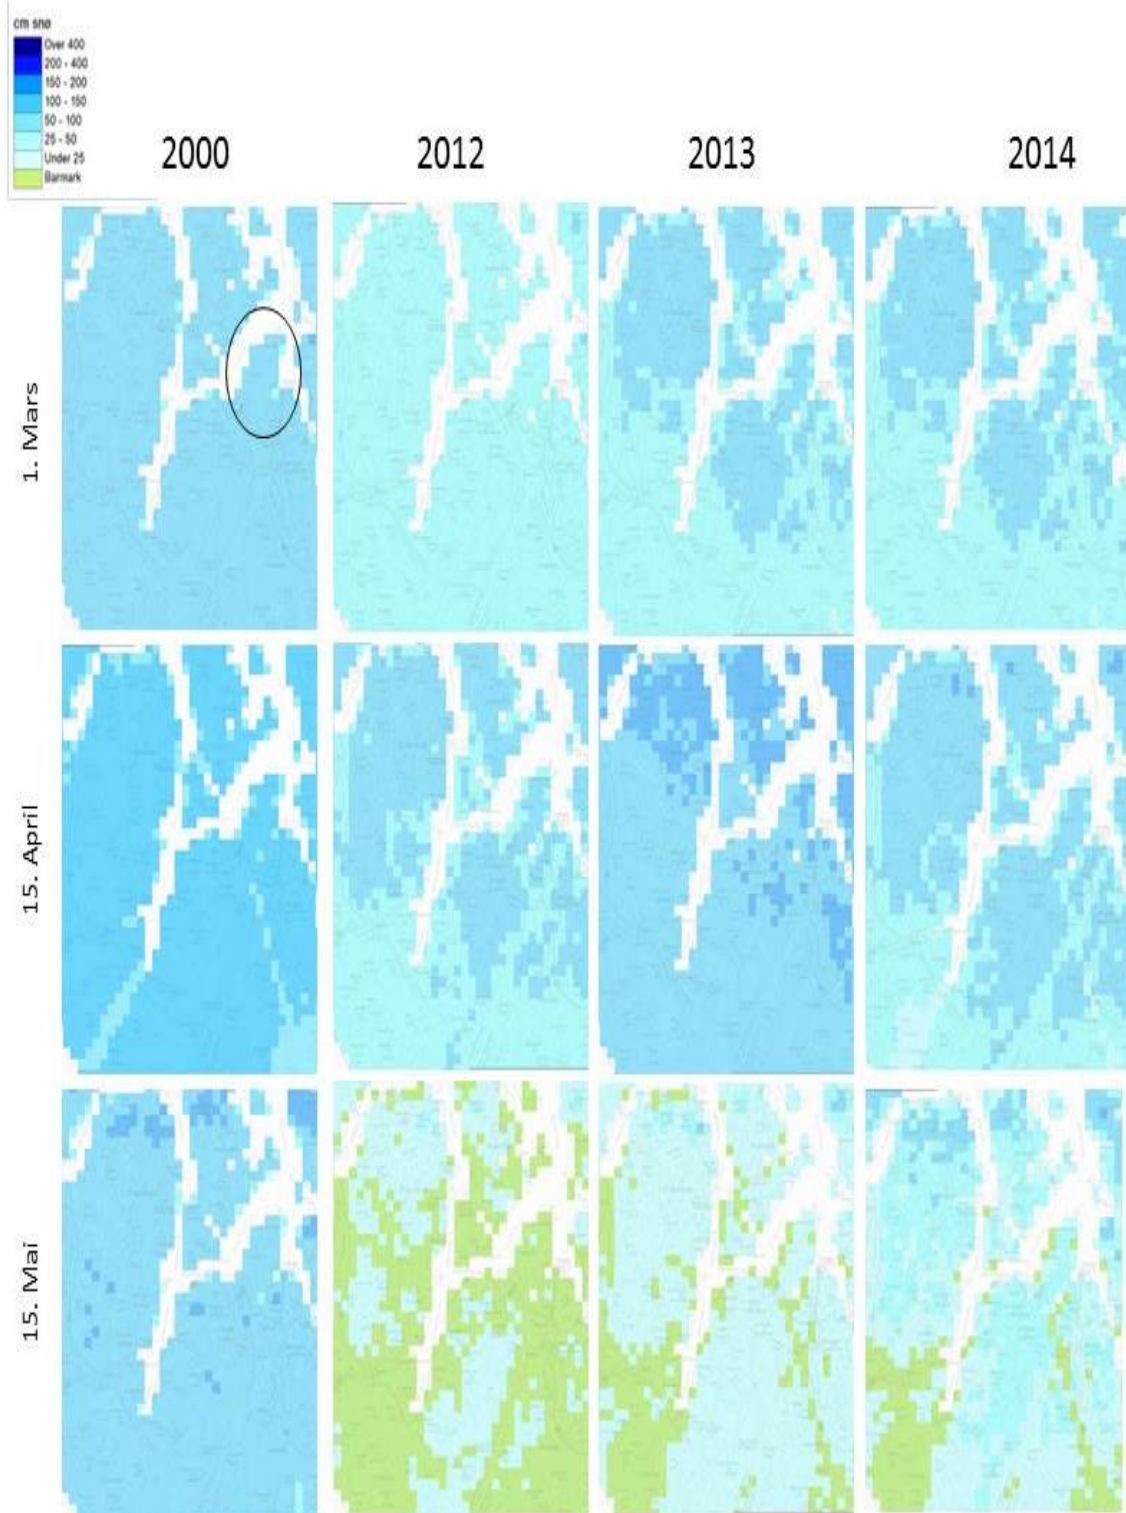 cm snø
Over 400
200 - 400
150 - 200
100 - 150
50 - 100
25 - 50
Under 25
Barmark
2000
2012
2013
2014
1. Mars
15. April
15. Mai